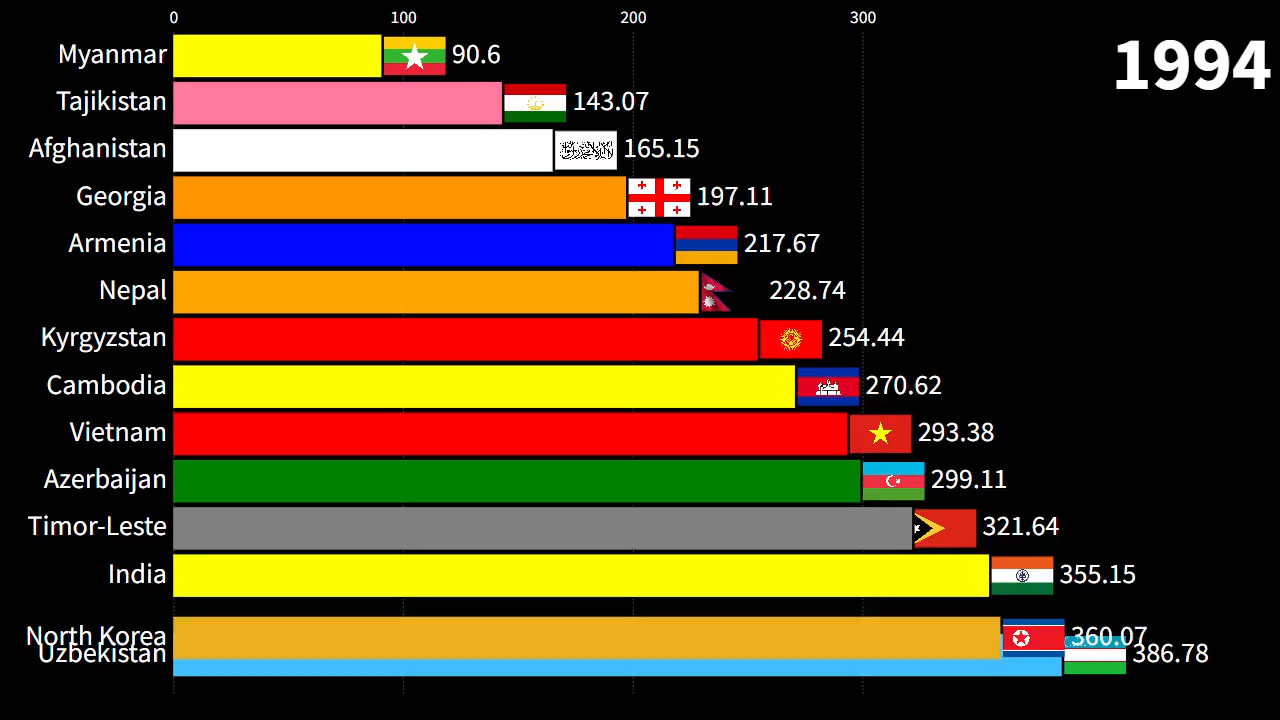 0 100 200 300
1994
Myanmar 90.6
Tajikistan 143.07
Afghanistan 165.15
Georgia 197.11
Armenia 217.67
Nepal 228.74
Kyrgyzstan 254.44
Cambodia 270.62
Vietnam 293.38
Azerbaijan 299.11
Timor-Leste 321.64
India 355.15
North Korea 360.07
Uzbekistan 386.78